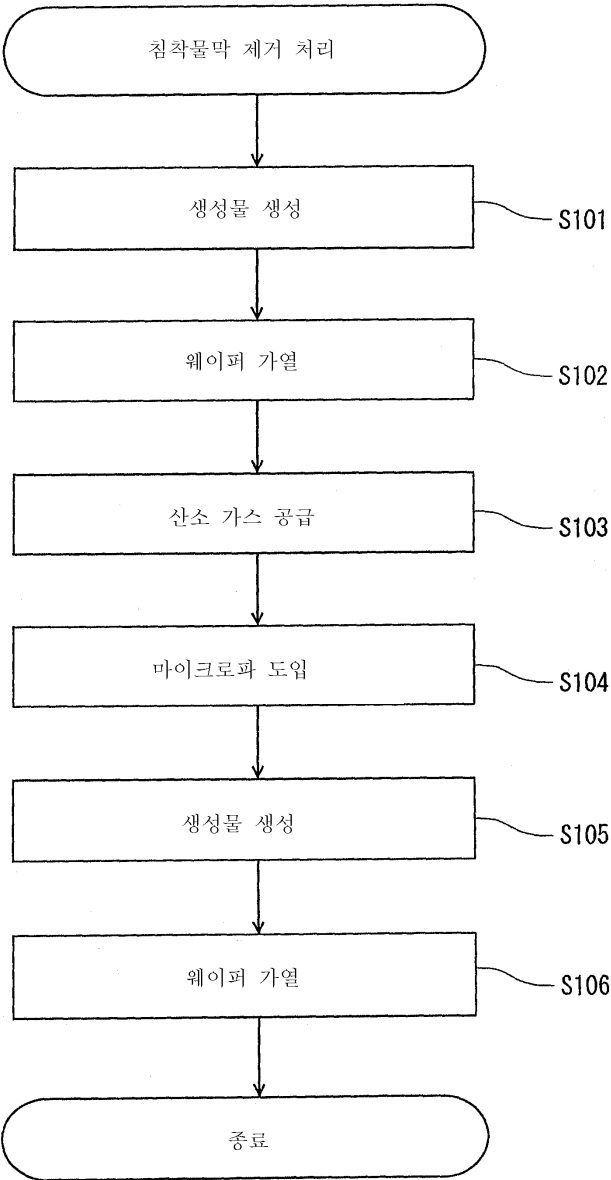 침착물막 제거 처리
생성물 생성
S101
웨이퍼 가열
S102
산소 가스 공급
S103
마이크로파 도입
S104
생성물 생성
S105
웨이퍼 가열
S106
종료